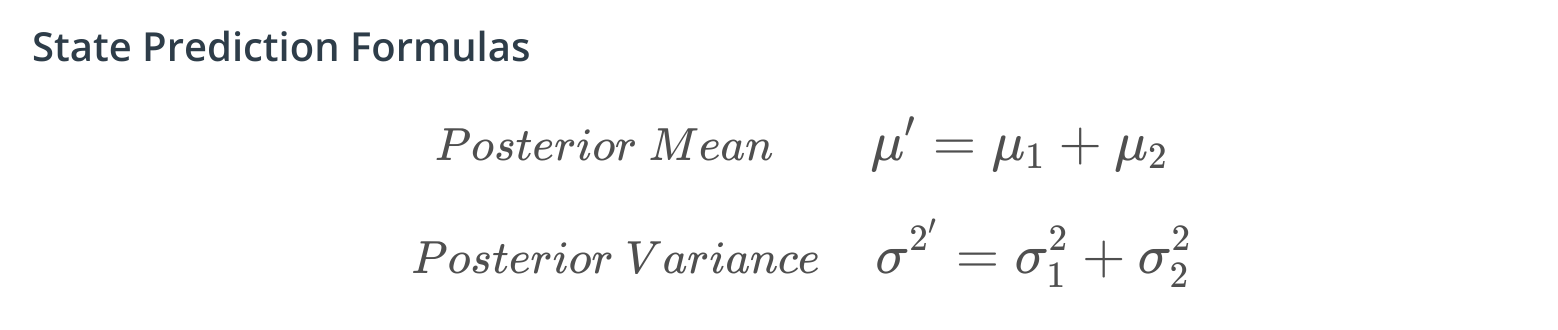 State Prediction Formulas
Posterior Mean μ′ = μ₁ + μ₂
Posterior Variance σ²′ = σ₁² + σ₂²